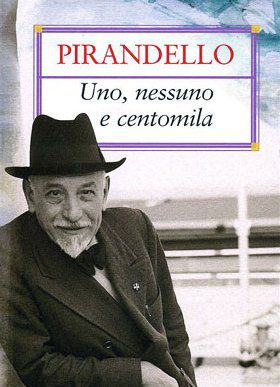 PIRANDELLO
Uno, nessuno
e centomila